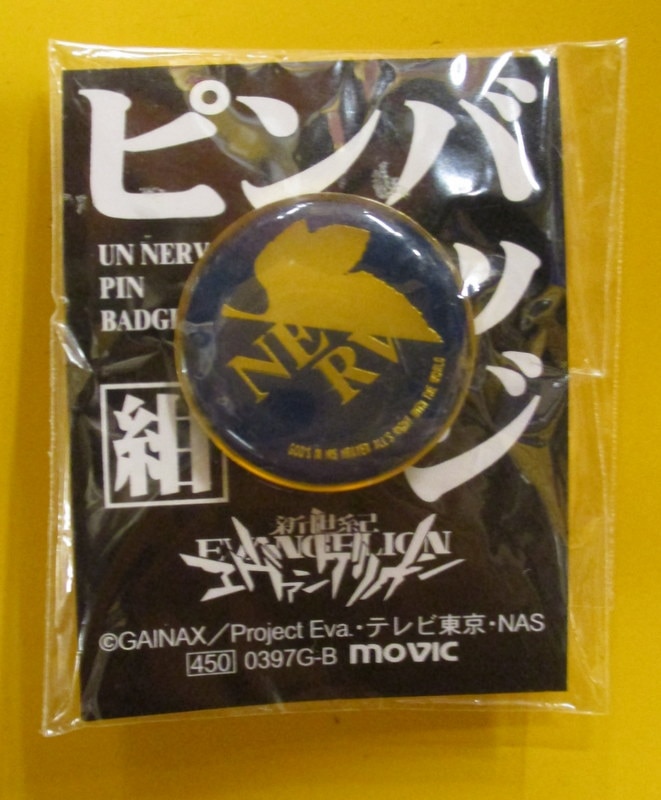 ピンバッジ
UN NERV
PIN
BADGE
紺
NERV
GOD'S IN HIS HEAVEN. ALL'S RIGHT WITH THE WORLD
新世紀
EVANGELION
エヴァンゲリオン
©GAINAX／Project Eva.・テレビ東京・NAS
450 0397G-B movic